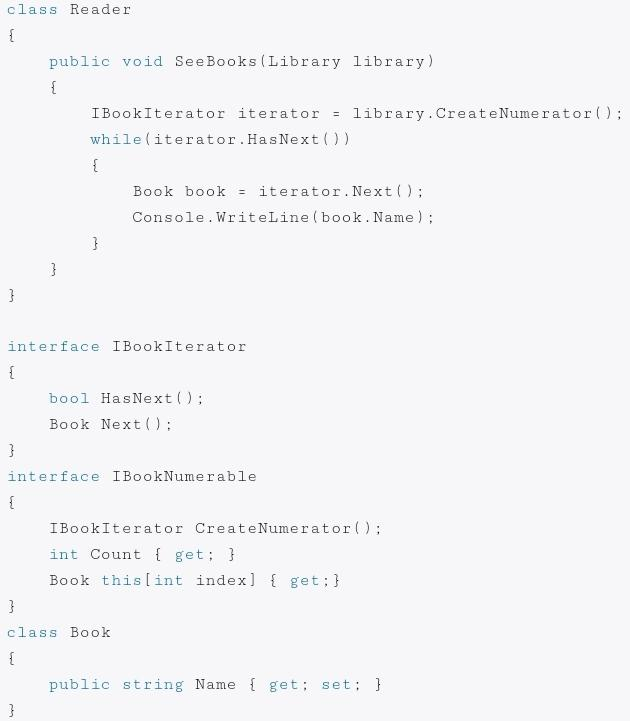 class Reader
{
    public void SeeBooks(Library library)
    {
        IBookIterator iterator = library.CreateNumerator();
        while(iterator.HasNext())
        {
            Book book = iterator.Next();
            Console.WriteLine(book.Name);
        }
    }
}

interface IBookIterator
{
    bool HasNext();
    Book Next();
}
interface IBookNumerable
{
    IBookIterator CreateNumerator();
    int Count { get; }
    Book this[int index] { get;}
}
class Book
{
    public string Name { get; set; }
}